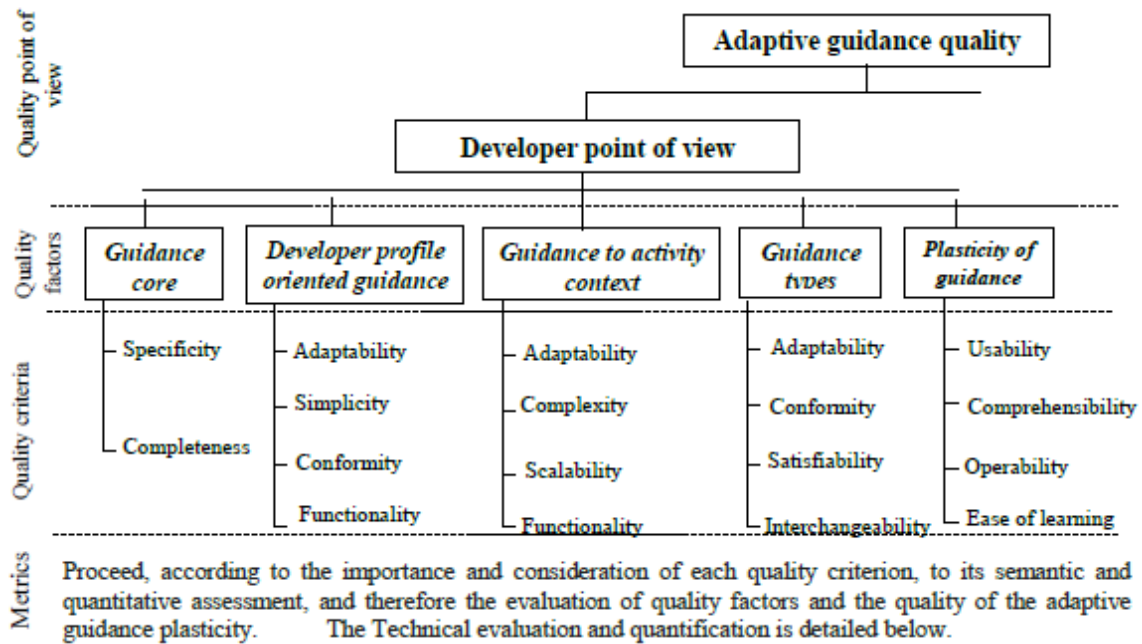 Adaptive guidance quality
Quality point of
view
Developer point of view
Quality
factors
Guidance
core
Developer profile
oriented guidance
Guidance to activity
context
Guidance
types
Plasticity of
guidance
Quality criteria
Specificity
Completeness
Adaptability
Simplicity
Conformity
Functionality
Adaptability
Complexity
Scalability
Functionality
Adaptability
Conformity
Satisfiability
Interchangeability
Usability
Comprehensibility
Operability
Ease of learning
Metrics
Proceed, according to the importance and consideration of each quality criterion, to its semantic and
quantitative assessment, and therefore the evaluation of quality factors and the quality of the adaptive
guidance plasticity. The Technical evaluation and quantification is detailed below.